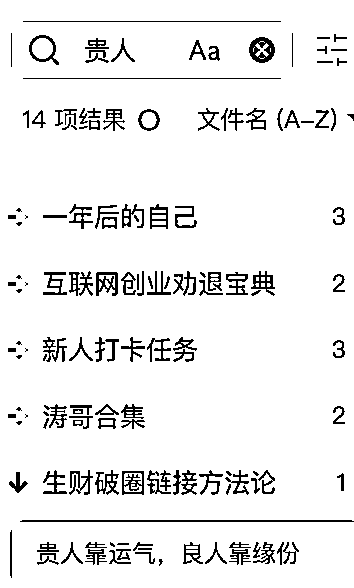 贵人 Aa
14 项结果 文件名 (A–Z)
一年后的自己 3
互联网创业劝退宝典 2
新人打卡任务 3
涛哥合集 2
生财破圈链接方法论 1
贵人靠运气，良人靠缘份